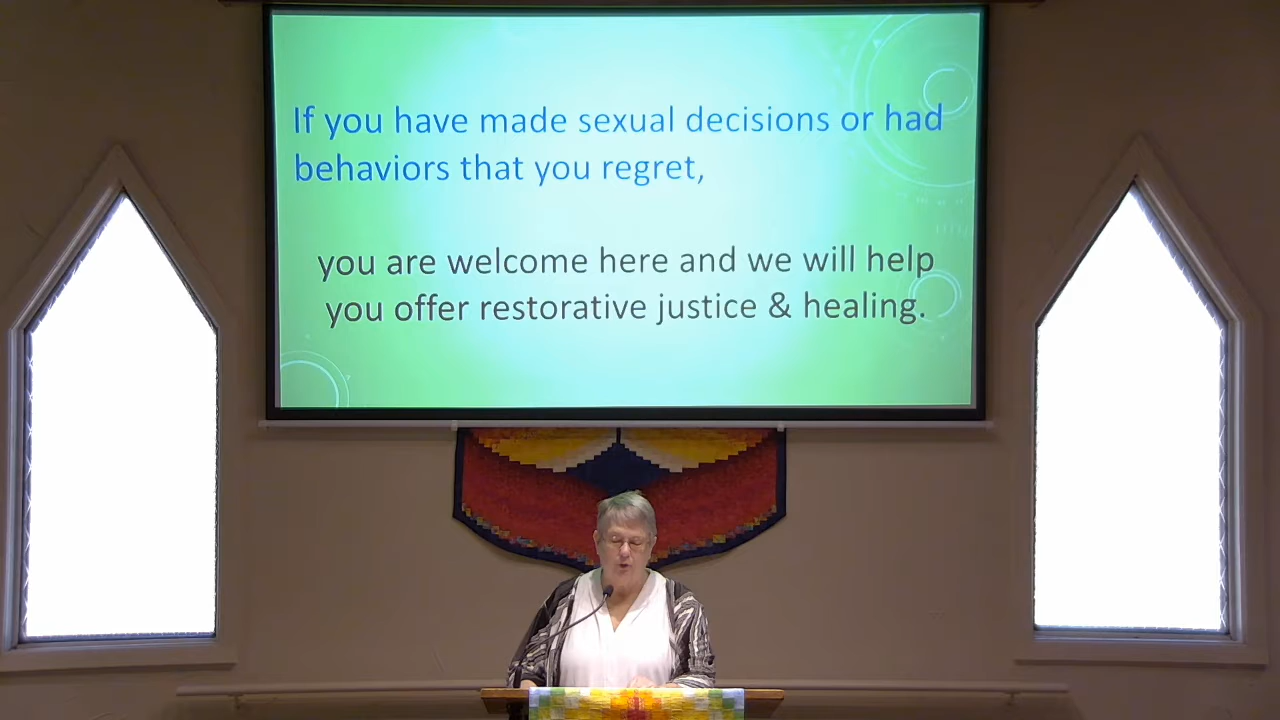 If you have made sexual decisions or had
behaviors that you regret,
you are welcome here and we will help
you offer restorative justice & healing.